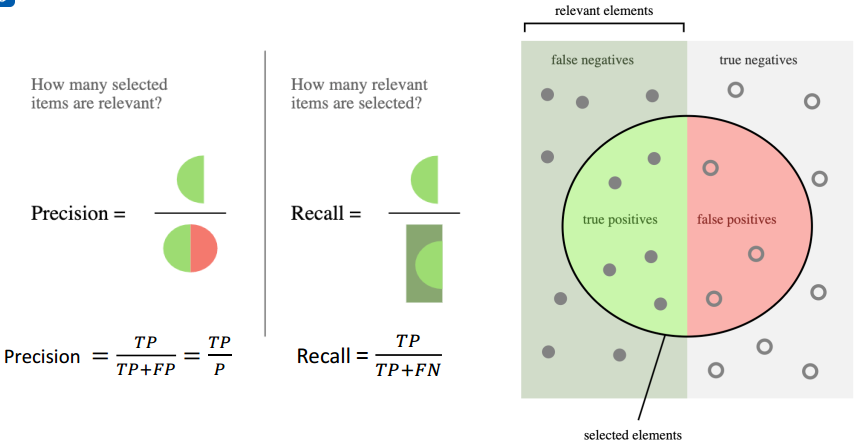 How many selected
items are relevant?
Precision =
Precision = TP / TP+FP = TP / P
How many relevant
items are selected?
Recall =
Recall = TP / TP+FN
relevant elements
false negatives
true negatives
true positives
false positives
selected elements